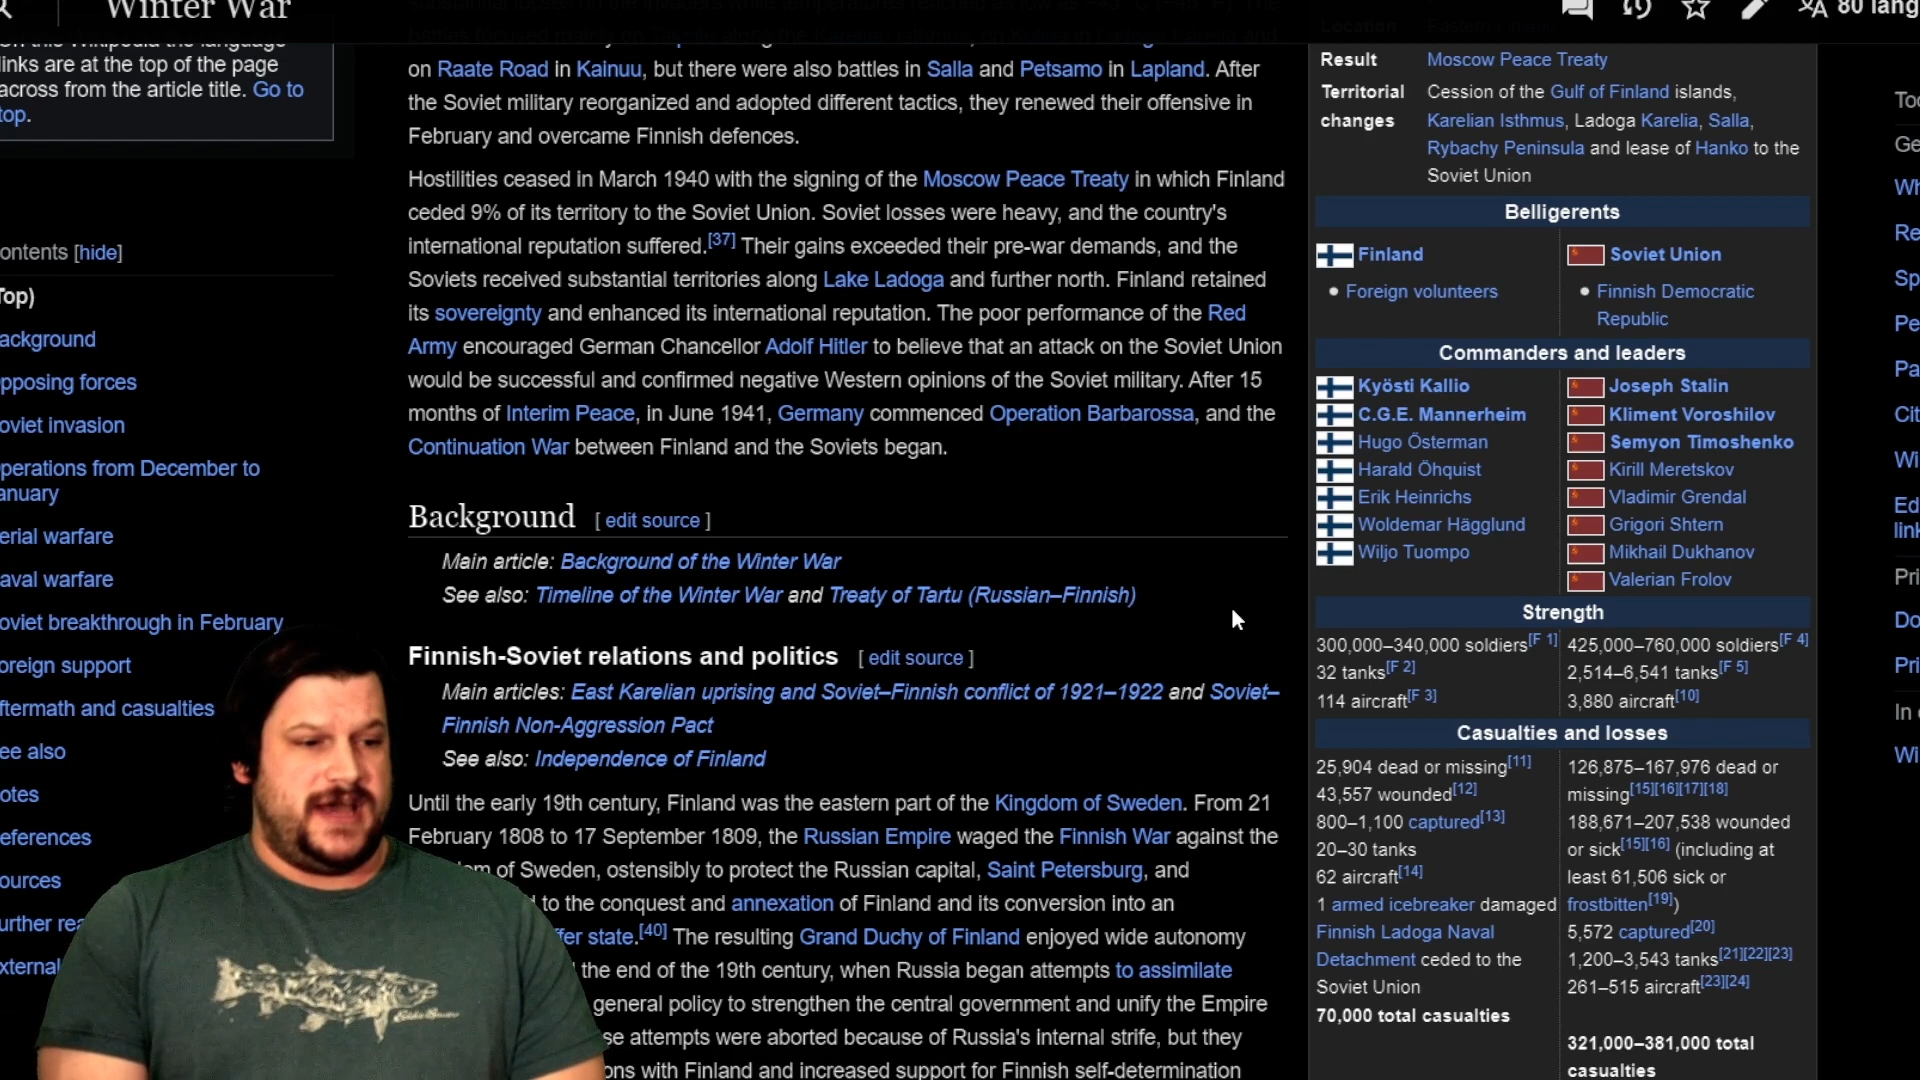 Winter War
80 lang
On this Wikipedia the language
links are at the top of the page
across from the article title. Go to
top.
ontents [hide]
Top)
ackground
pposing forces
oviet invasion
perations from December to
anuary
erial warfare
aval warfare
oviet breakthrough in February
oreign support
ftermath and casualties
ee also
otes
eferences
ources
urther rea
xternal
on Raate Road in Kainuu, but there were also battles in Salla and Petsamo in Lapland. After
the Soviet military reorganized and adopted different tactics, they renewed their offensive in
February and overcame Finnish defences.
Hostilities ceased in March 1940 with the signing of the Moscow Peace Treaty in which Finland
ceded 9% of its territory to the Soviet Union. Soviet losses were heavy, and the country's
international reputation suffered.[37] Their gains exceeded their pre-war demands, and the
Soviets received substantial territories along Lake Ladoga and further north. Finland retained
its sovereignty and enhanced its international reputation. The poor performance of the Red
Army encouraged German Chancellor Adolf Hitler to believe that an attack on the Soviet Union
would be successful and confirmed negative Western opinions of the Soviet military. After 15
months of Interim Peace, in June 1941, Germany commenced Operation Barbarossa, and the
Continuation War between Finland and the Soviets began.
Background [ edit source ]
Main article: Background of the Winter War
See also: Timeline of the Winter War and Treaty of Tartu (Russian–Finnish)
Finnish-Soviet relations and politics [ edit source ]
Main articles: East Karelian uprising and Soviet–Finnish conflict of 1921–1922 and Soviet–
Finnish Non-Aggression Pact
See also: Independence of Finland
Until the early 19th century, Finland was the eastern part of the Kingdom of Sweden. From 21
February 1808 to 17 September 1809, the Russian Empire waged the Finnish War against the
om of Sweden, ostensibly to protect the Russian capital, Saint Petersburg, and
to the conquest and annexation of Finland and its conversion into an
ffer state.[40] The resulting Grand Duchy of Finland enjoyed wide autonomy
the end of the 19th century, when Russia began attempts to assimilate
general policy to strengthen the central government and unify the Empire
se attempts were aborted because of Russia's internal strife, but they
ons with Finland and increased support for Finnish self-determination
Result Moscow Peace Treaty
Territorial changes Cession of the Gulf of Finland islands,
Karelian Isthmus, Ladoga Karelia, Salla,
Rybachy Peninsula and lease of Hanko to the
Soviet Union
Belligerents
Finland
Foreign volunteers
Soviet Union
Finnish Democratic
Republic
Commanders and leaders
Kyösti Kallio
C.G.E. Mannerheim
Hugo Österman
Harald Öhquist
Erik Heinrichs
Woldemar Hägglund
Wiljo Tuompo
Joseph Stalin
Kliment Voroshilov
Semyon Timoshenko
Kirill Meretskov
Vladimir Grendal
Grigori Shtern
Mikhail Dukhanov
Valerian Frolov
Strength
300,000–340,000 soldiers[F 1]
32 tanks[F 2]
114 aircraft[F 3]
425,000–760,000 soldiers[F 4]
2,514–6,541 tanks[F 5]
3,880 aircraft[10]
Casualties and losses
25,904 dead or missing[11]
43,557 wounded[12]
800–1,100 captured[13]
20–30 tanks
62 aircraft[14]
1 armed icebreaker damaged
Finnish Ladoga Naval
Detachment ceded to the
Soviet Union
70,000 total casualties
126,875–167,976 dead or
missing[15][16][17][18]
188,671–207,538 wounded
or sick[15][16] (including at
least 61,506 sick or
frostbitten[19])
5,572 captured[20]
1,200–3,543 tanks[21][22][23]
261–515 aircraft[23][24]
321,000–381,000 total
casualties
Too
Ge
Wh
Re
Sp
Pe
Pa
Cit
Wi
Ed
link
Pri
Do
Pri
In
Wi